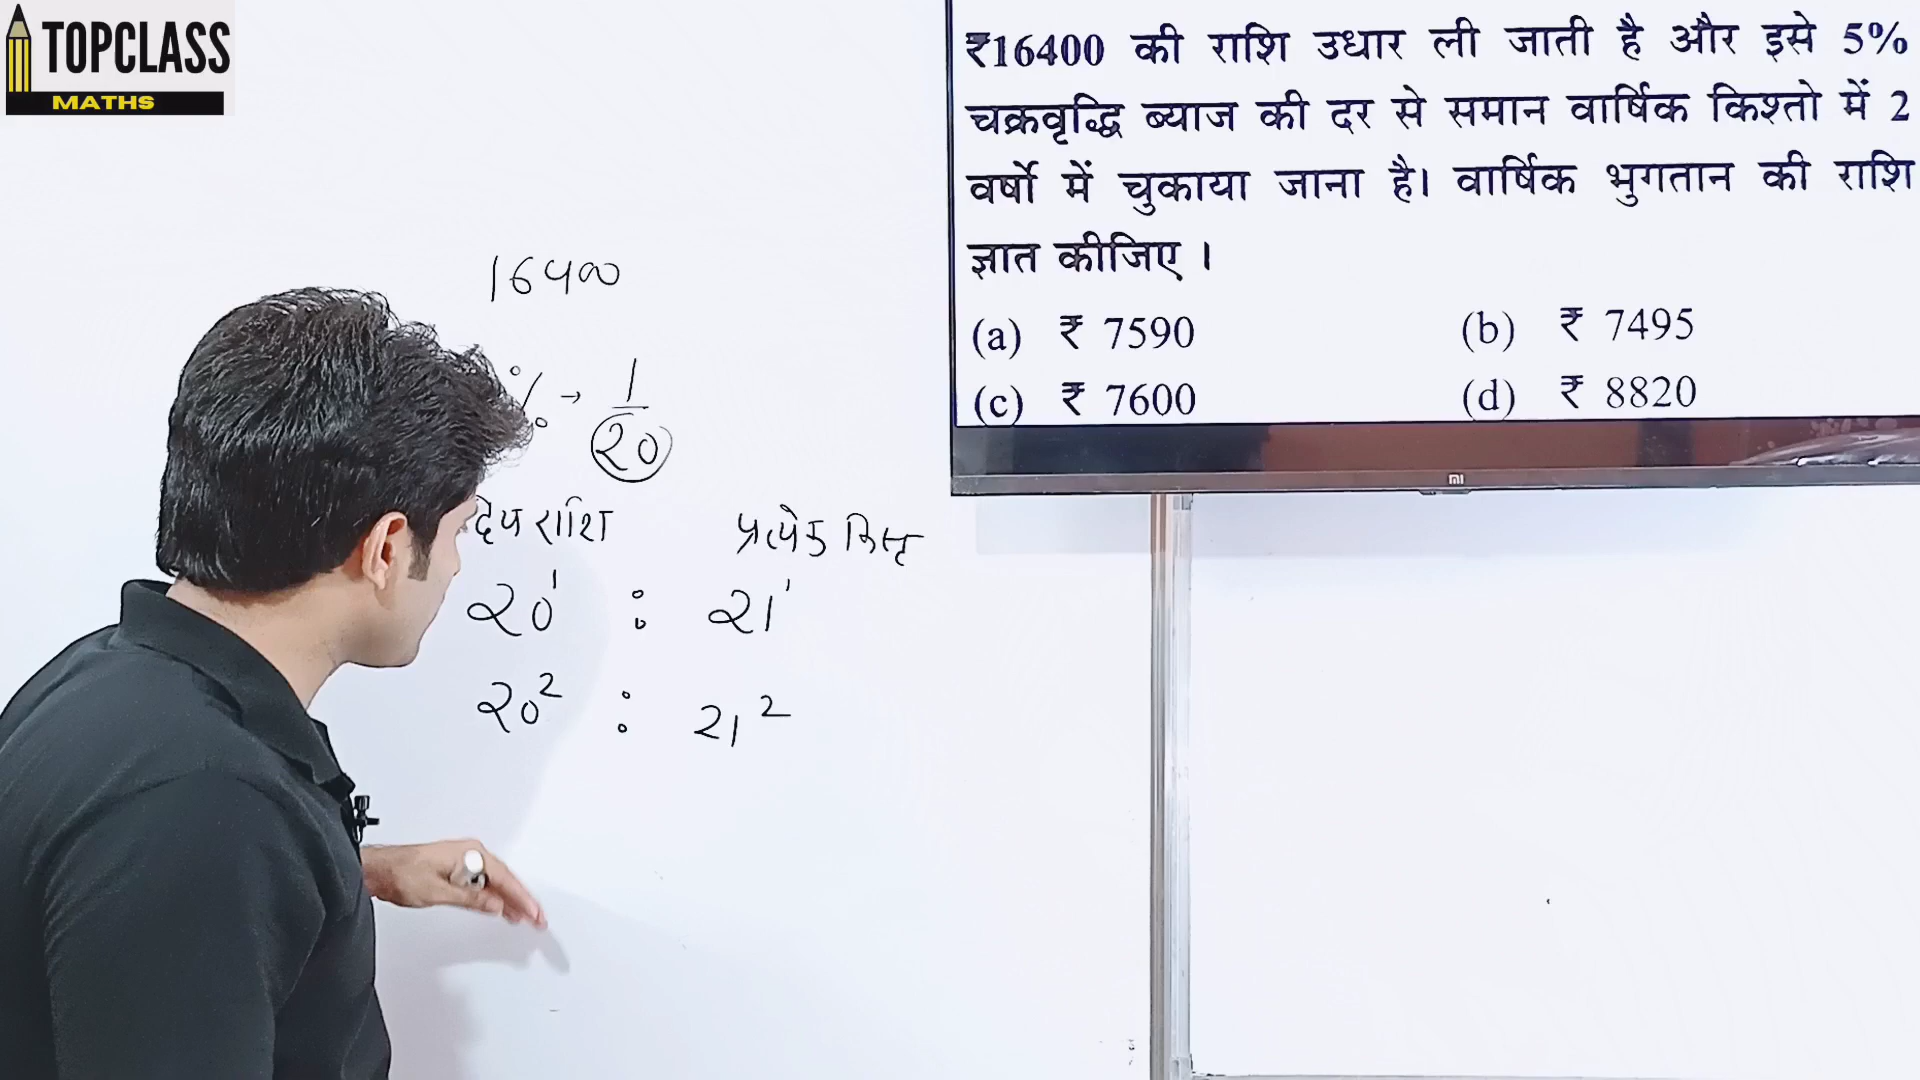 TOPCLASS
MATHS
₹16400 की राशि उधार ली जाती है और इसे 5%
चक्रवृद्धि ब्याज की दर से समान वार्षिक किश्तो में 2
वर्षो में चुकाया जाना है। वार्षिक भुगतान की राशि
ज्ञात कीजिए ।
(a) ₹ 7590 (b) ₹ 7495
(c) ₹ 7600 (d) ₹ 8820
mi
16400
% → 1/20
देय राशि प्रत्येक किस्त
20¹ : 21¹
20² : 21²